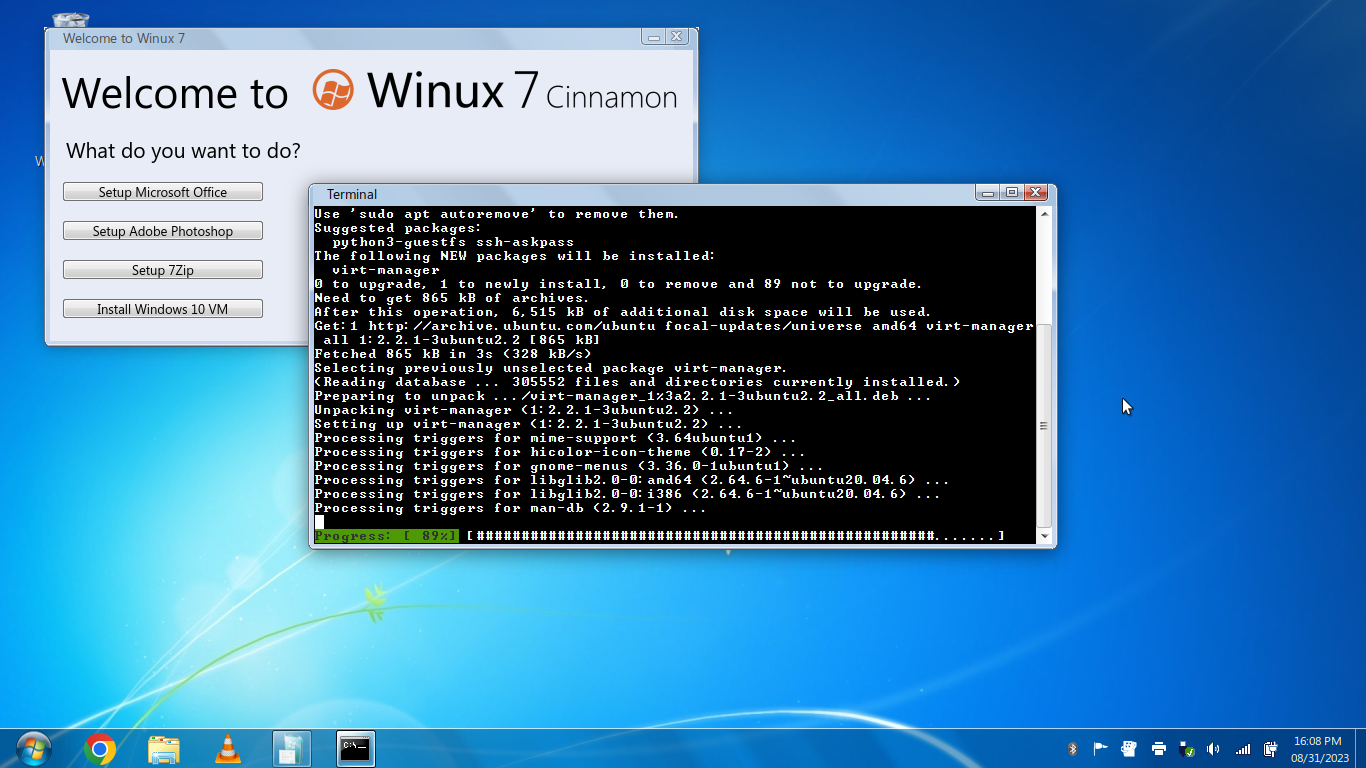 Welcome to Winux 7
Welcome to Winux 7 Cinnamon
What do you want to do?
Setup Microsoft Office
Setup Adobe Photoshop
Setup 7Zip
Install Windows 10 VM
Terminal
Use 'sudo apt autoremove' to remove them.
Suggested packages:
python3-guestfs ssh-askpass
The following NEW packages will be installed:
virt-manager
0 to upgrade, 1 to newly install, 0 to remove and 89 not to upgrade.
Need to get 865 kB of archives.
After this operation, 6,515 kB of additional disk space will be used.
Get:1 http://archive.ubuntu.com/ubuntu focal-updates/universe amd64 virt-manager
all 1:2.2.1-3ubuntu2.2 [865 kB]
Fetched 865 kB in 3s (328 kB/s)
Selecting previously unselected package virt-manager.
(Reading database ... 305552 files and directories currently installed.)
Preparing to unpack .../virt-manager_1%3a2.2.1-3ubuntu2.2_all.deb ...
Unpacking virt-manager (1:2.2.1-3ubuntu2.2) ...
Setting up virt-manager (1:2.2.1-3ubuntu2.2) ...
Processing triggers for mime-support (3.64ubuntu1) ...
Processing triggers for hicolor-icon-theme (0.17-2) ...
Processing triggers for gnome-menus (3.36.0-1ubuntu1) ...
Processing triggers for libglib2.0-0:amd64 (2.64.6-1~ubuntu20.04.6) ...
Processing triggers for libglib2.0-0:i386 (2.64.6-1~ubuntu20.04.6) ...
Processing triggers for man-db (2.9.1-1) ...
Progress: [ 89%] [###################################################.......]
C:\_
16:08 PM
08/31/2023